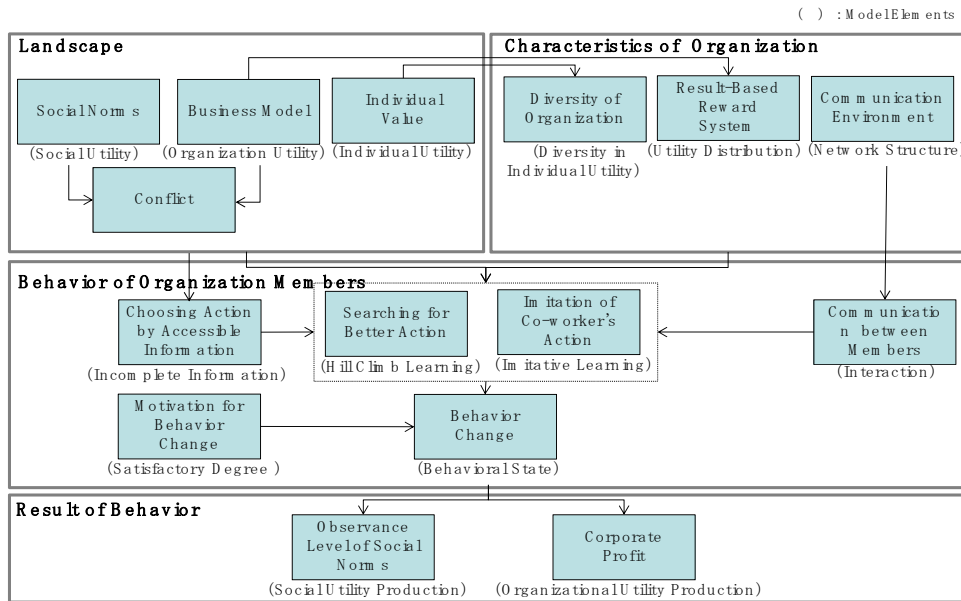 ( ) : Model Elements
Landscape
Characteristics of Organization
Social Norms
Business Model
Individual
Value
Diversity of
Organization
Result-Based
Reward
System
Communication
Environment
(Social Utility)
(Organization Utility)
(Individual Utility)
(Diversity in
Individual Utility)
(Utility Distribution)
(Network Structure)
Conflict
Behavior of Organization Members
Choosing Action
by Accessible
Information
Searching for
Better Action
Imitation of
Co-worker's
Action
Communicatio
n between
Members
(Incomplete Information)
(Hill Climb Learning)
(Imitative Learning)
(Interaction)
Motivation for
Behavior
Change
Behavior
Change
(Satisfactory Degree )
(Behavioral State)
Result of Behavior
Observance
Level of Social
Norms
Corporate
Profit
(Social Utility Production)
(Organizational Utility Production)